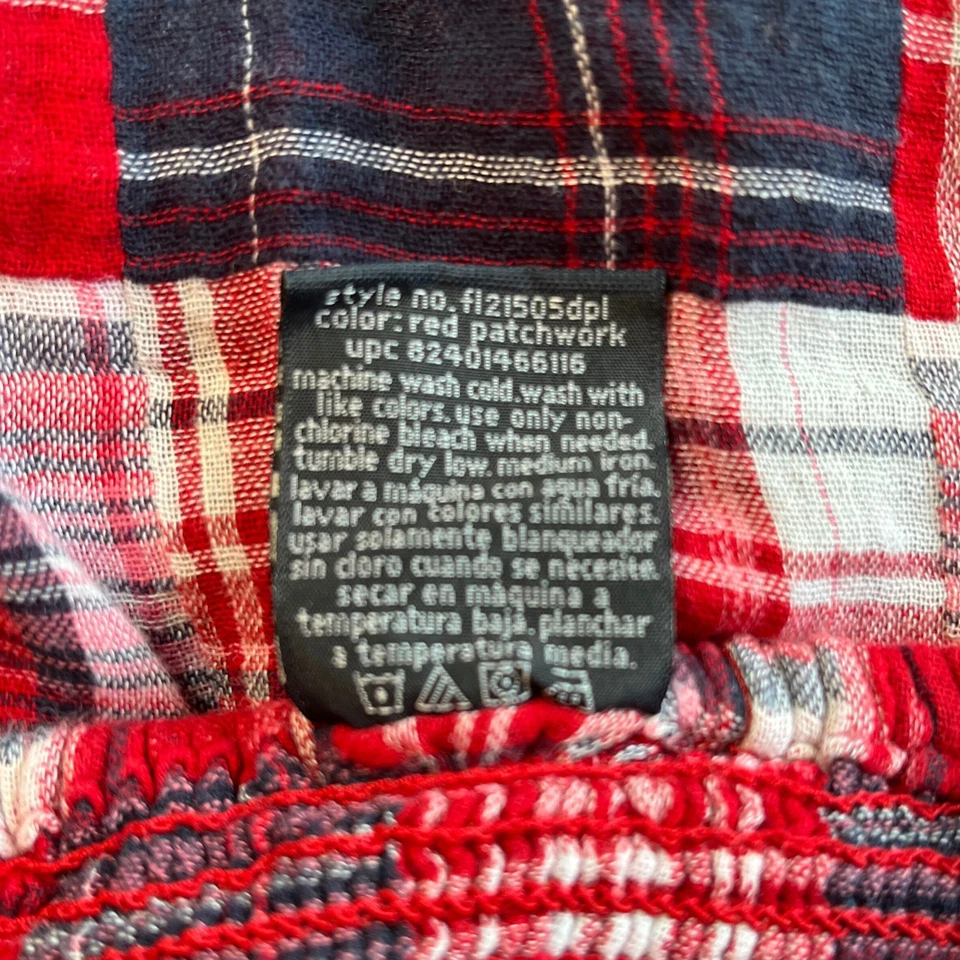 style no. fl21505dpl
color: red patchwork
upc 82401466116
machine wash cold. wash with
like colors. use only non-
chlorine bleach when needed.
tumble dry low. medium iron.
lavar a máquina con agua fría.
lavar con colores similares.
usar solamente blanqueador
sin cloro cuando se necesite.
secar en máquina a
temperatura baja. planchar
a temperatura media.